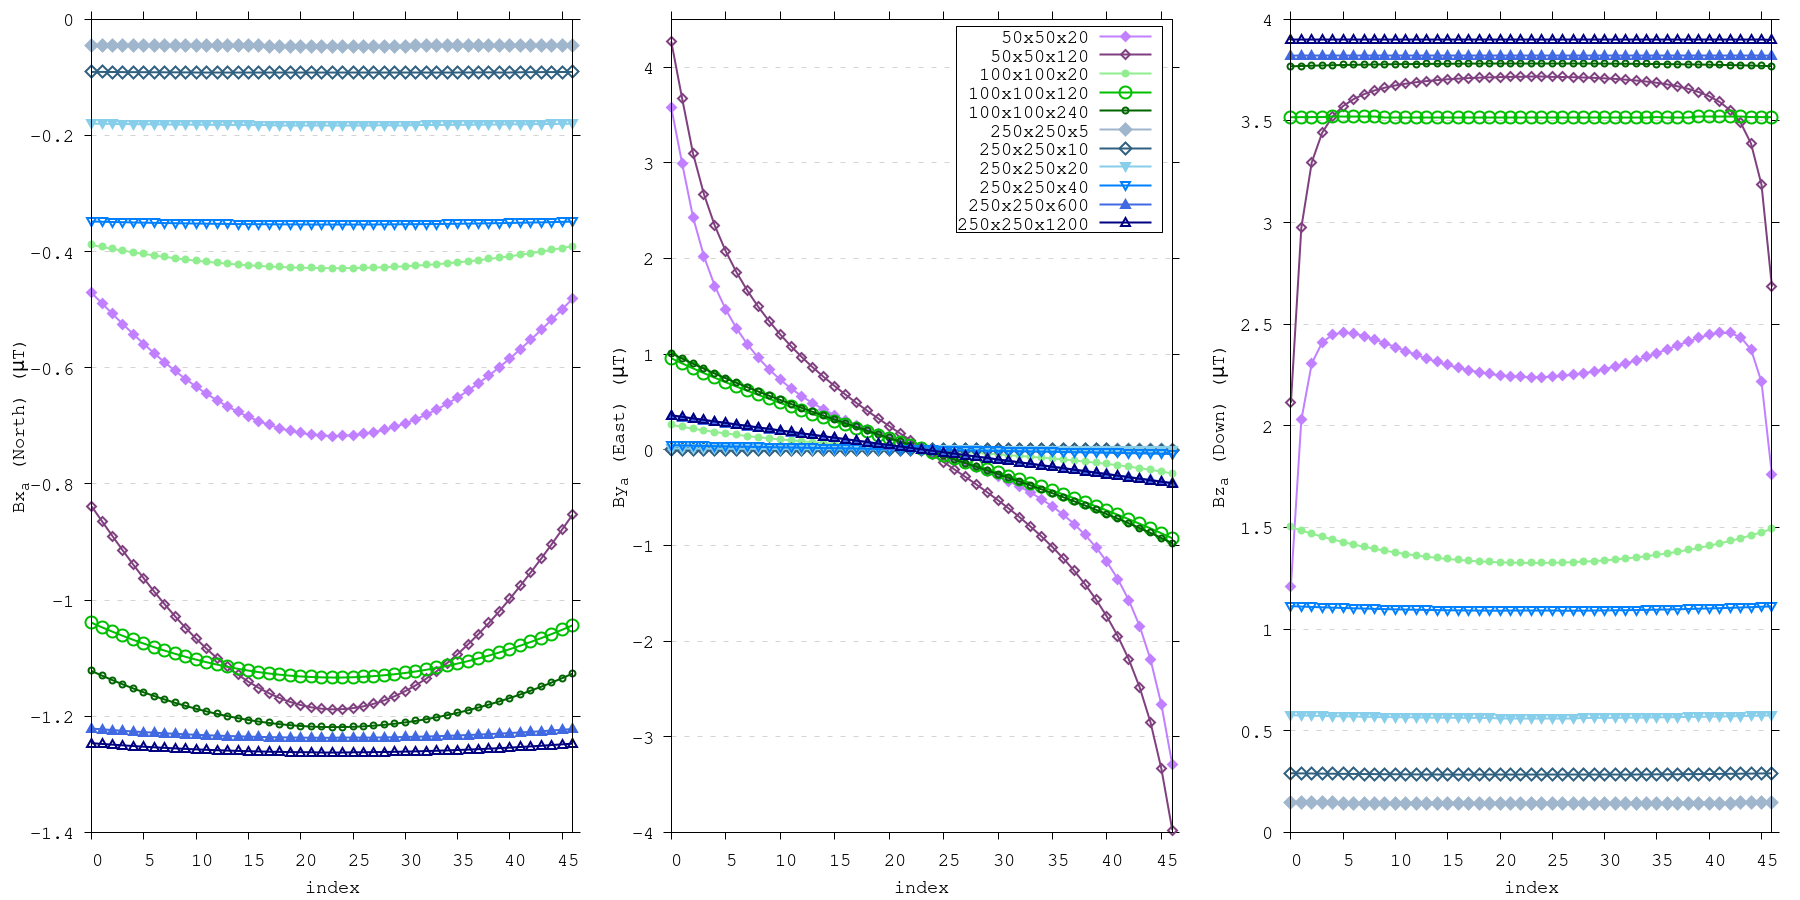 0
-0.2
-0.4
-0.6
-0.8
-1
-1.2
-1.4
Bxa (North) (µT)
0 5 10 15 20 25 30 35 40 45
index
4
3
2
1
0
-1
-2
-3
-4
Bya (East) (µT)
0 5 10 15 20 25 30 35 40 45
index
50x50x20
50x50x120
100x100x20
100x100x120
100x100x240
250x250x5
250x250x10
250x250x20
250x250x40
250x250x600
250x250x1200
4
3.5
3
2.5
2
1.5
1
0.5
0
Bza (Down) (µT)
0 5 10 15 20 25 30 35 40 45
index